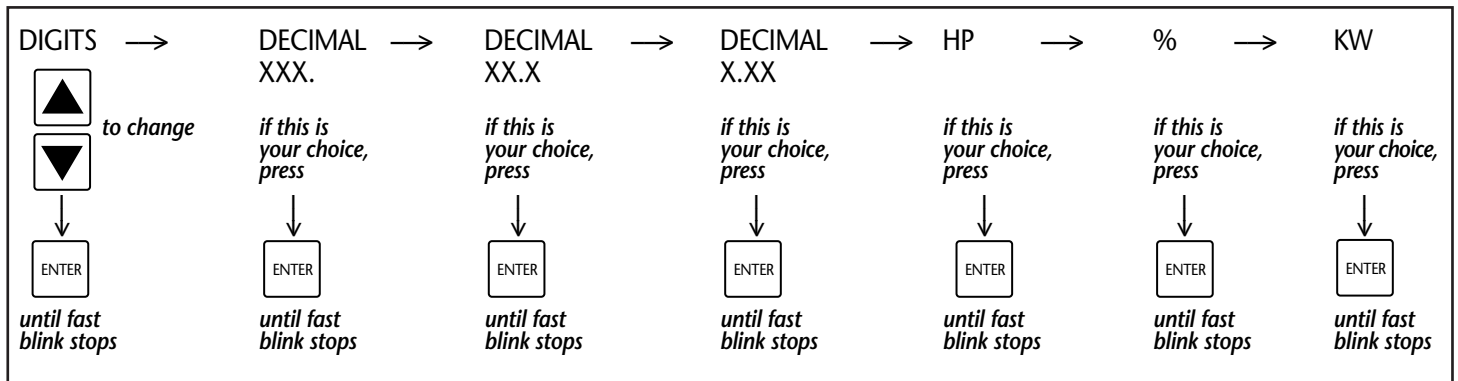 DIGITS → DECIMAL → DECIMAL → DECIMAL → HP → % → KW
XXX. XX.X X.XX
to change
if this is if this is if this is if this is if this is if this is
your choice, your choice, your choice, your choice, your choice, your choice,
press press press press press press
ENTER ENTER ENTER ENTER ENTER ENTER ENTER
until fast until fast until fast until fast until fast until fast until fast
blink stops blink stops blink stops blink stops blink stops blink stops blink stops